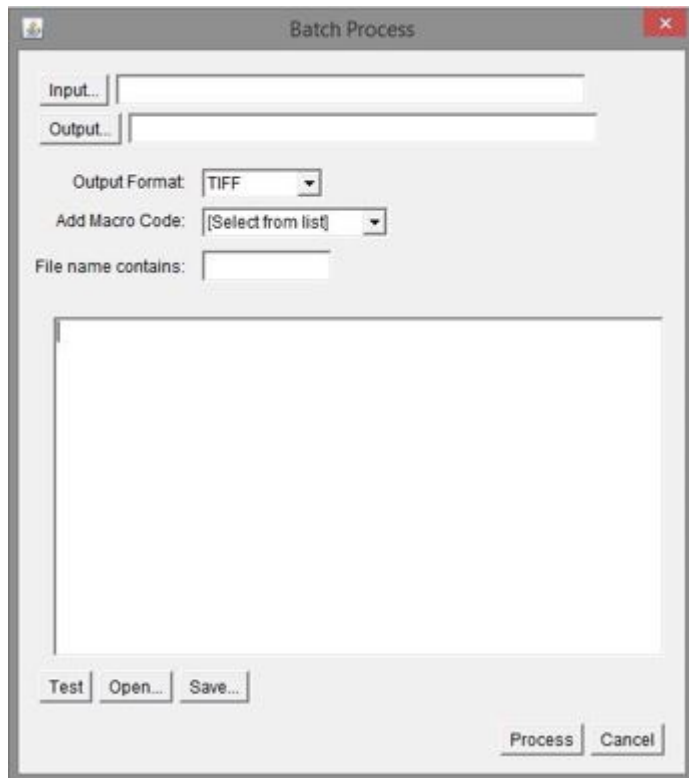 Batch Process
Input...
Output...
Output Format: TIFF
Add Macro Code: [Select from list]
File name contains:
Test Open... Save...
Process Cancel